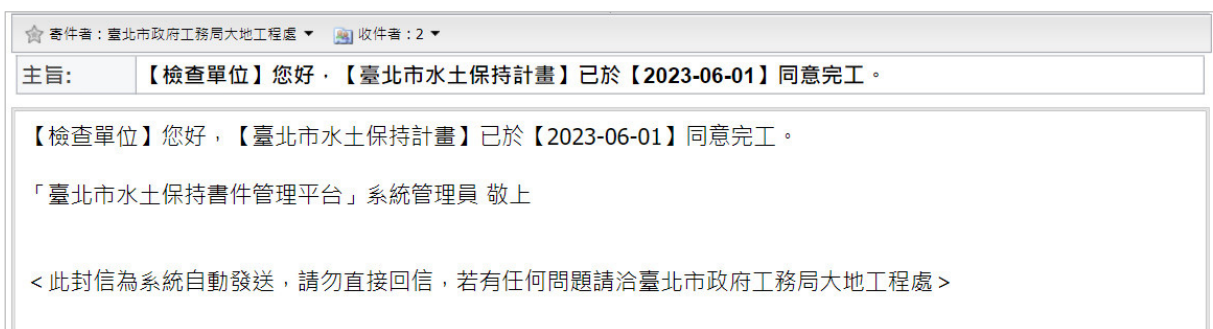 寄件者：臺北市政府工務局大地工程處 收件者：2
主旨: 【檢查單位】您好，【臺北市水土保持計畫】已於【2023-06-01】同意完工。
【檢查單位】您好，【臺北市水土保持計畫】已於【2023-06-01】同意完工。
「臺北市水土保持書件管理平台」系統管理員 敬上
<此封信為系統自動發送，請勿直接回信，若有任何問題請洽臺北市政府工務局大地工程處>